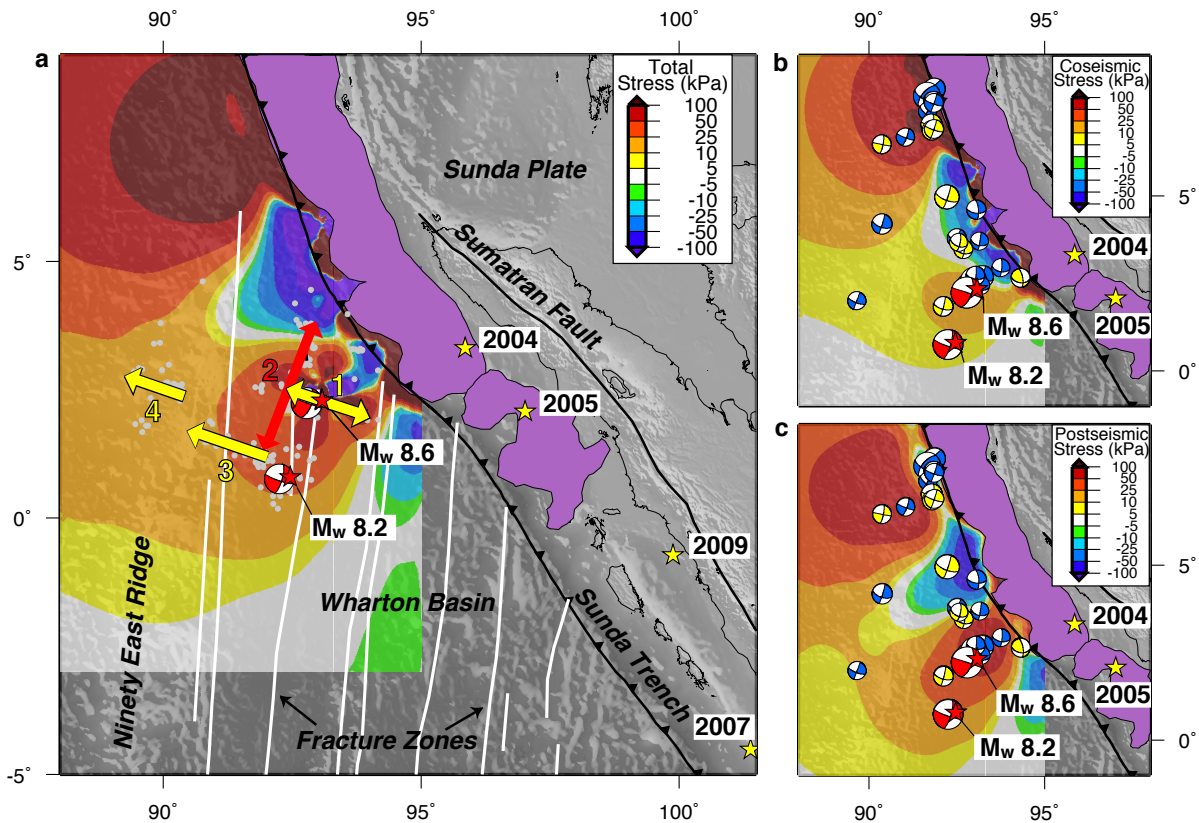 90˚
95˚
100˚
a
Total
Stress (kPa)
100
50
25
10
5
-5
-10
-25
-50
-100
Sunda Plate
Sumatran Fault
5˚
2004
2005
2
1
4
3
Mw 8.6
Mw 8.2
0˚
2009
Ninety East Ridge
Wharton Basin
Sunda Trench
Fracture Zones
2007
-5˚
90˚
95˚
100˚
90˚
95˚
b
Coseismic
Stress (kPa)
100
50
25
10
5
-5
-10
-25
-50
-100
5˚
2004
2005
Mw 8.6
Mw 8.2
0˚
c
Postseismic
Stress (kPa)
100
50
25
10
5
-5
-10
-25
-50
-100
5˚
2004
2005
Mw 8.6
Mw 8.2
0˚
90˚
95˚